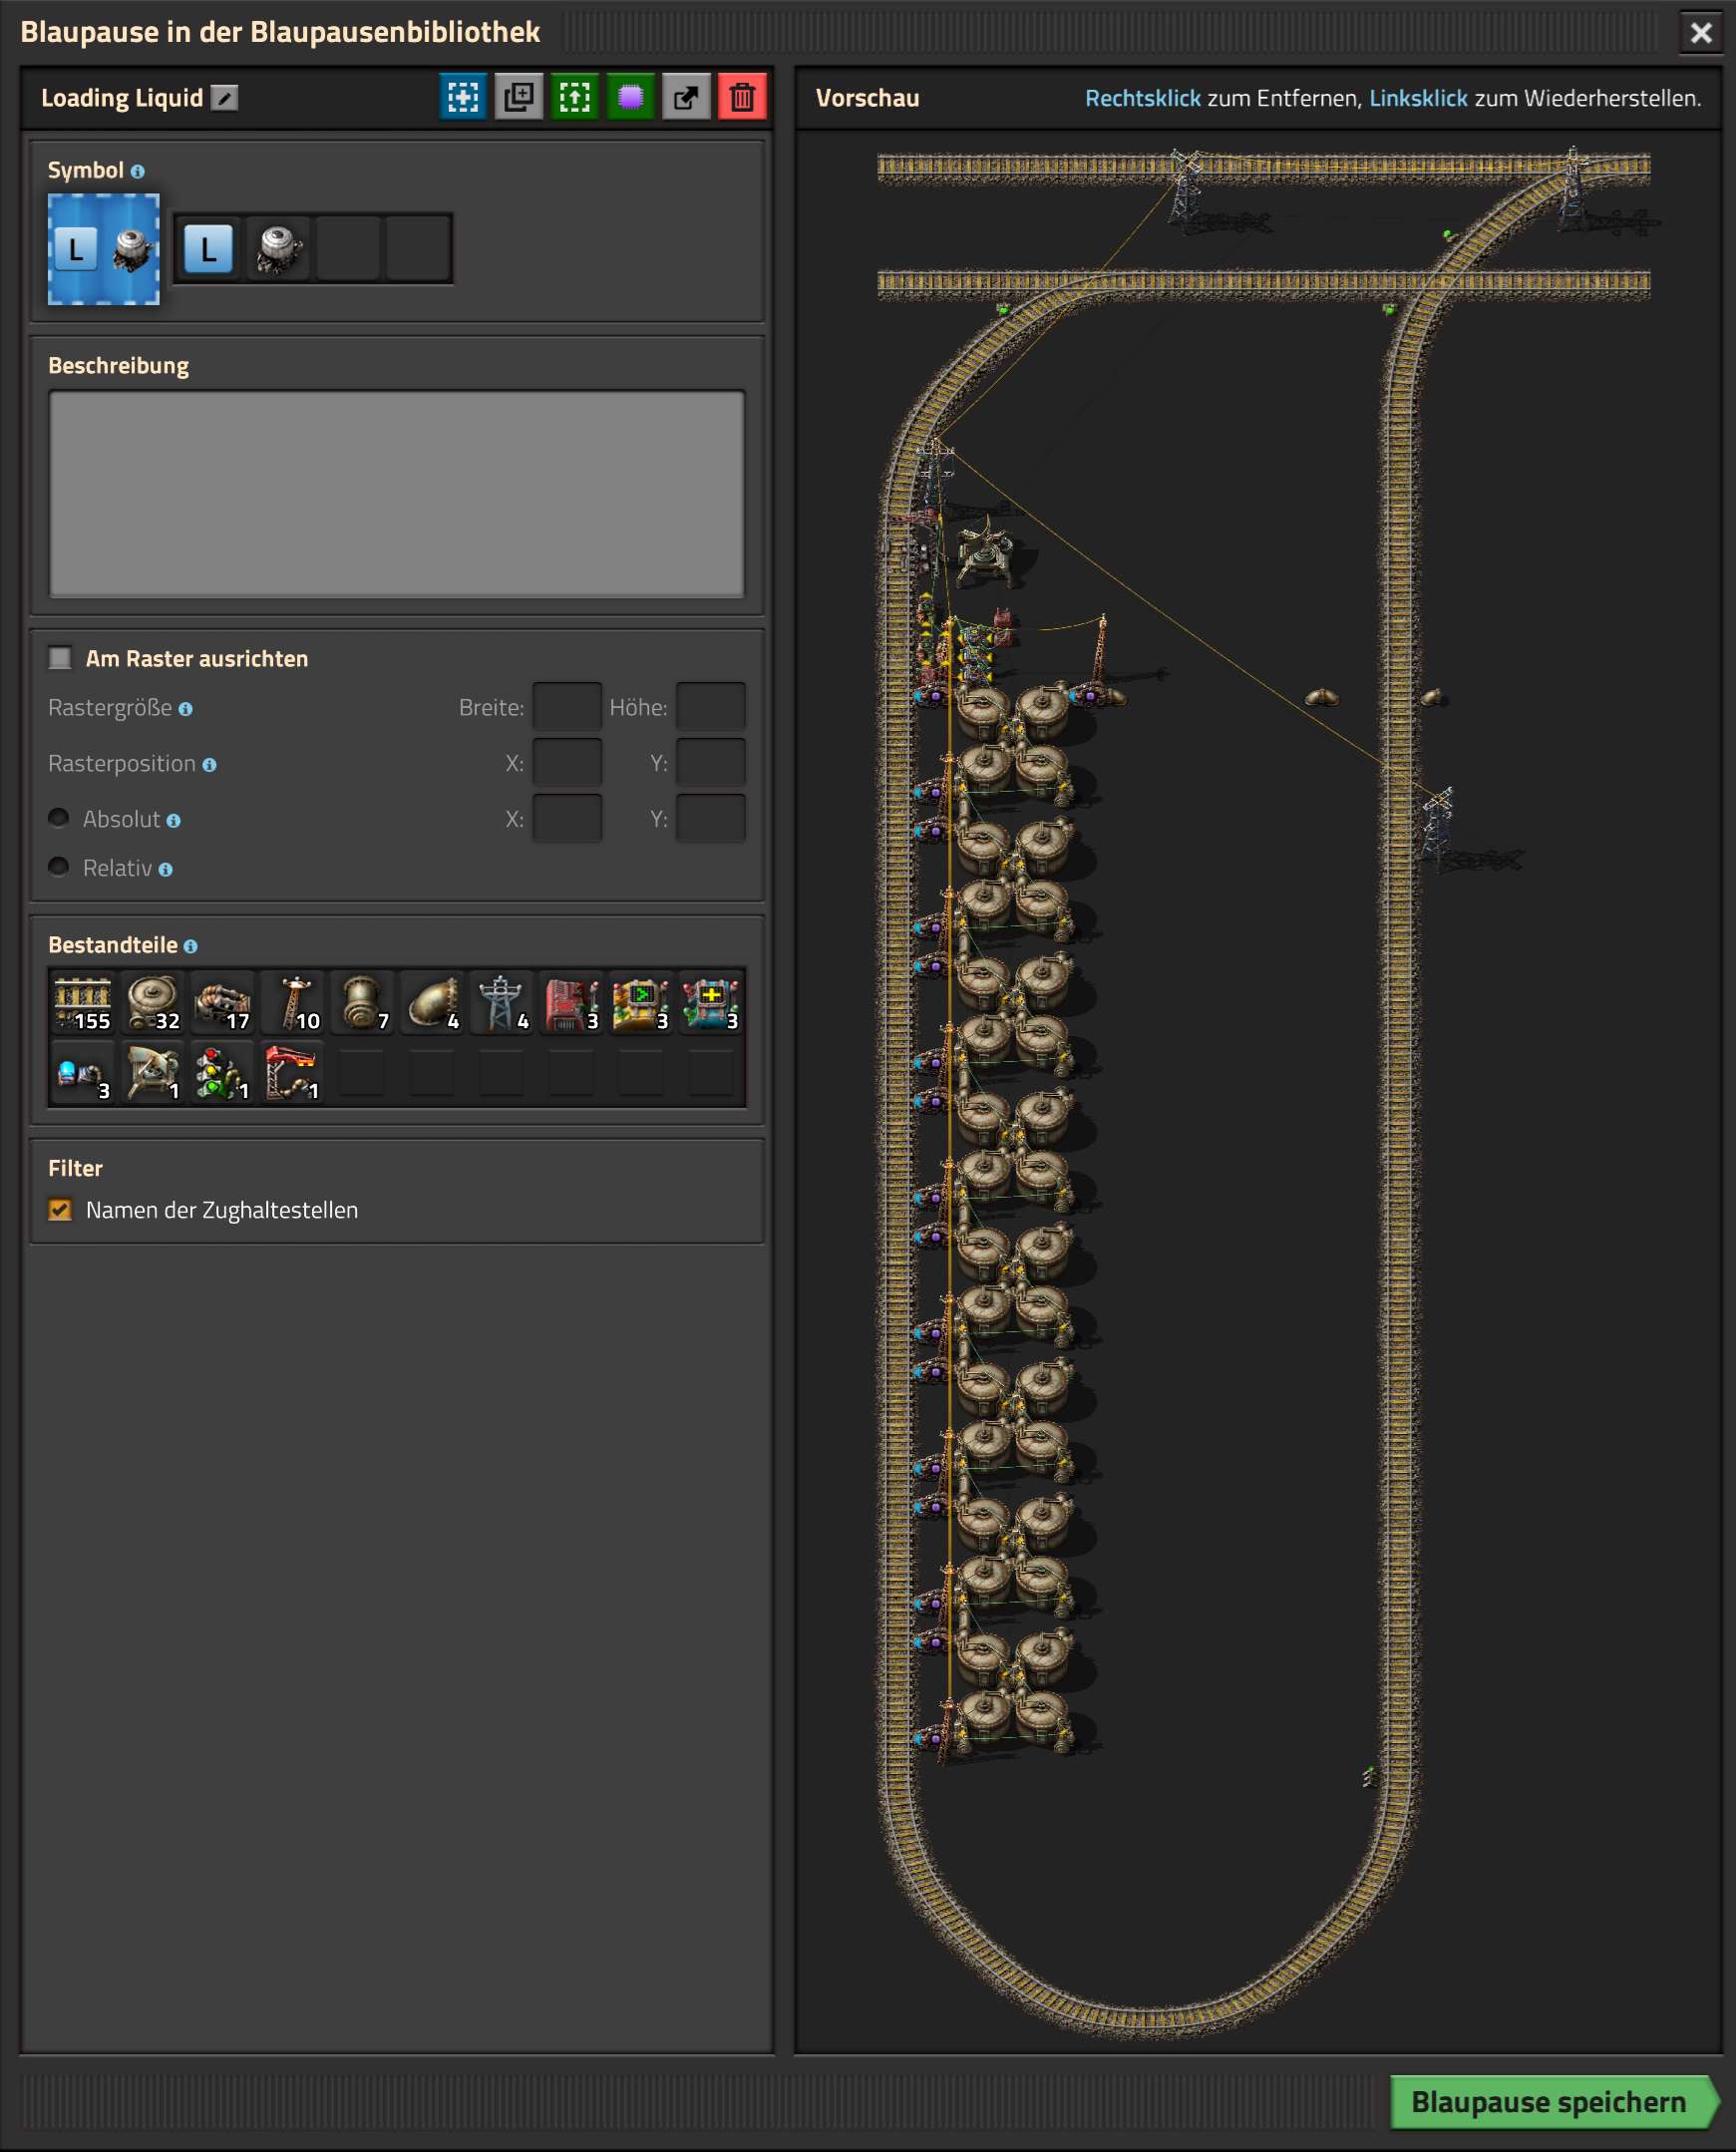 Blaupause in der Blaupausenbibliothek
Loading Liquid
Symbol
L
L
Beschreibung
Am Raster ausrichten
Rastergröße Breite: Höhe:
Rasterposition X: Y:
Absolut X: Y:
Relativ
Bestandteile
155 32 17 10 7 4 4 3 3 3
3 1 1 1
Filter
Namen der Zughaltestellen
Vorschau
Rechtsklick zum Entfernen, Linksklick zum Wiederherstellen.
Blaupause speichern